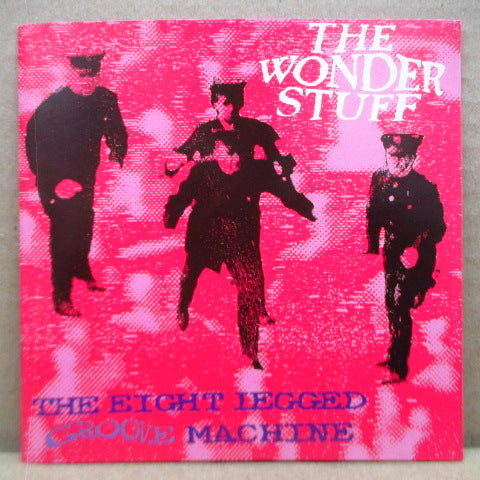 THE
WONDER
STUFF
THE EIGHT LEGGED
GROOVE MACHINE